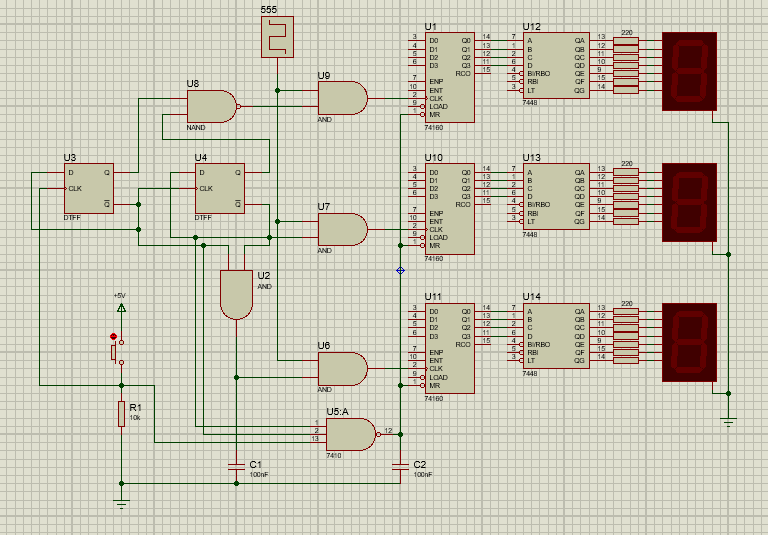 555
U8
NAND
U9
AND
U1
3 D0 Q0 14
4 D1 Q1 13
5 D2 Q2 12
6 D3 Q3 11
RCO 15
7 ENP
10 ENT
2 CLK
9 LOAD
1 MR
74160
U12
7 A QA 13
1 B QB 12
2 C QC 11
6 D QD 10
4 BI/RBO QE 9
5 RBI QF 15
3 LT QG 14
7448
220
U3
D Q
CLK
Q
DTFF
U4
D Q
CLK
Q
DTFF
U7
AND
U10
3 D0 Q0 14
4 D1 Q1 13
5 D2 Q2 12
6 D3 Q3 11
RCO 15
7 ENP
10 ENT
2 CLK
9 LOAD
1 MR
74160
U13
7 A QA 13
1 B QB 12
2 C QC 11
6 D QD 10
4 BI/RBO QE 9
5 RBI QF 15
3 LT QG 14
7448
220
U2
AND
+5V
U6
AND
U11
3 D0 Q0 14
4 D1 Q1 13
5 D2 Q2 12
6 D3 Q3 11
RCO 15
7 ENP
10 ENT
2 CLK
9 LOAD
1 MR
74160
U14
7 A QA 13
1 B QB 12
2 C QC 11
6 D QD 10
4 BI/RBO QE 9
5 RBI QF 15
3 LT QG 14
7448
220
R1
10k
U5:A
1
2
13
12
7410
C1
100nF
C2
100nF